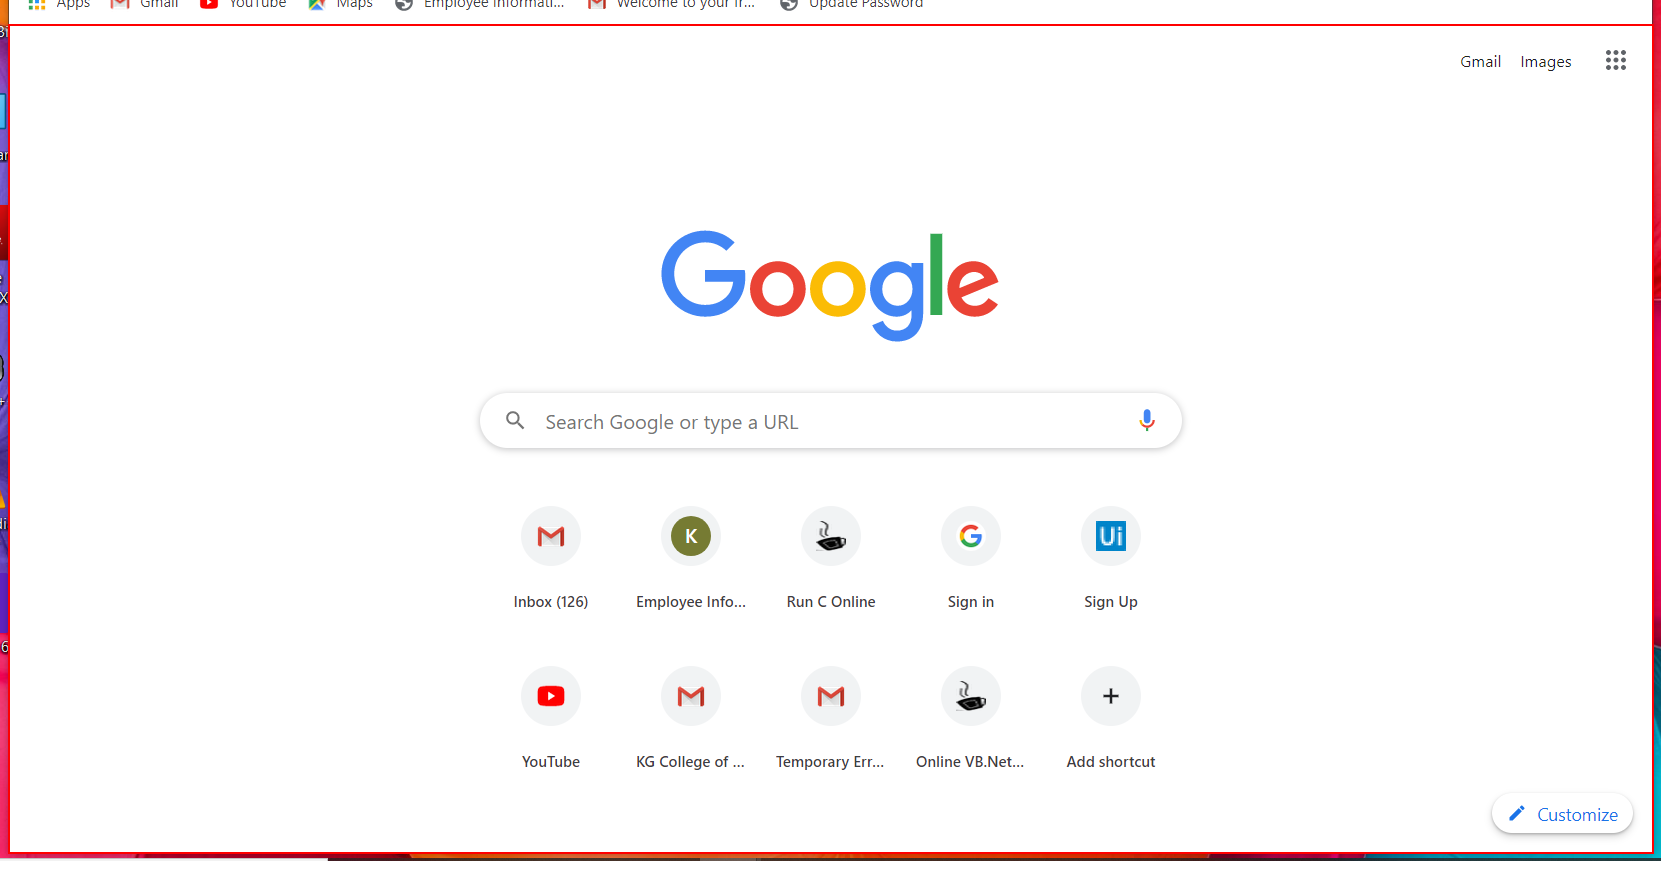 Apps Gmail YouTube Maps Employee Informati... Welcome to your fr... Update Password
Gmail Images
Google
Search Google or type a URL
K Ui
Inbox (126) Employee Info... Run C Online Sign in Sign Up
YouTube KG College of ... Temporary Err... Online VB.Net... Add shortcut
Customize